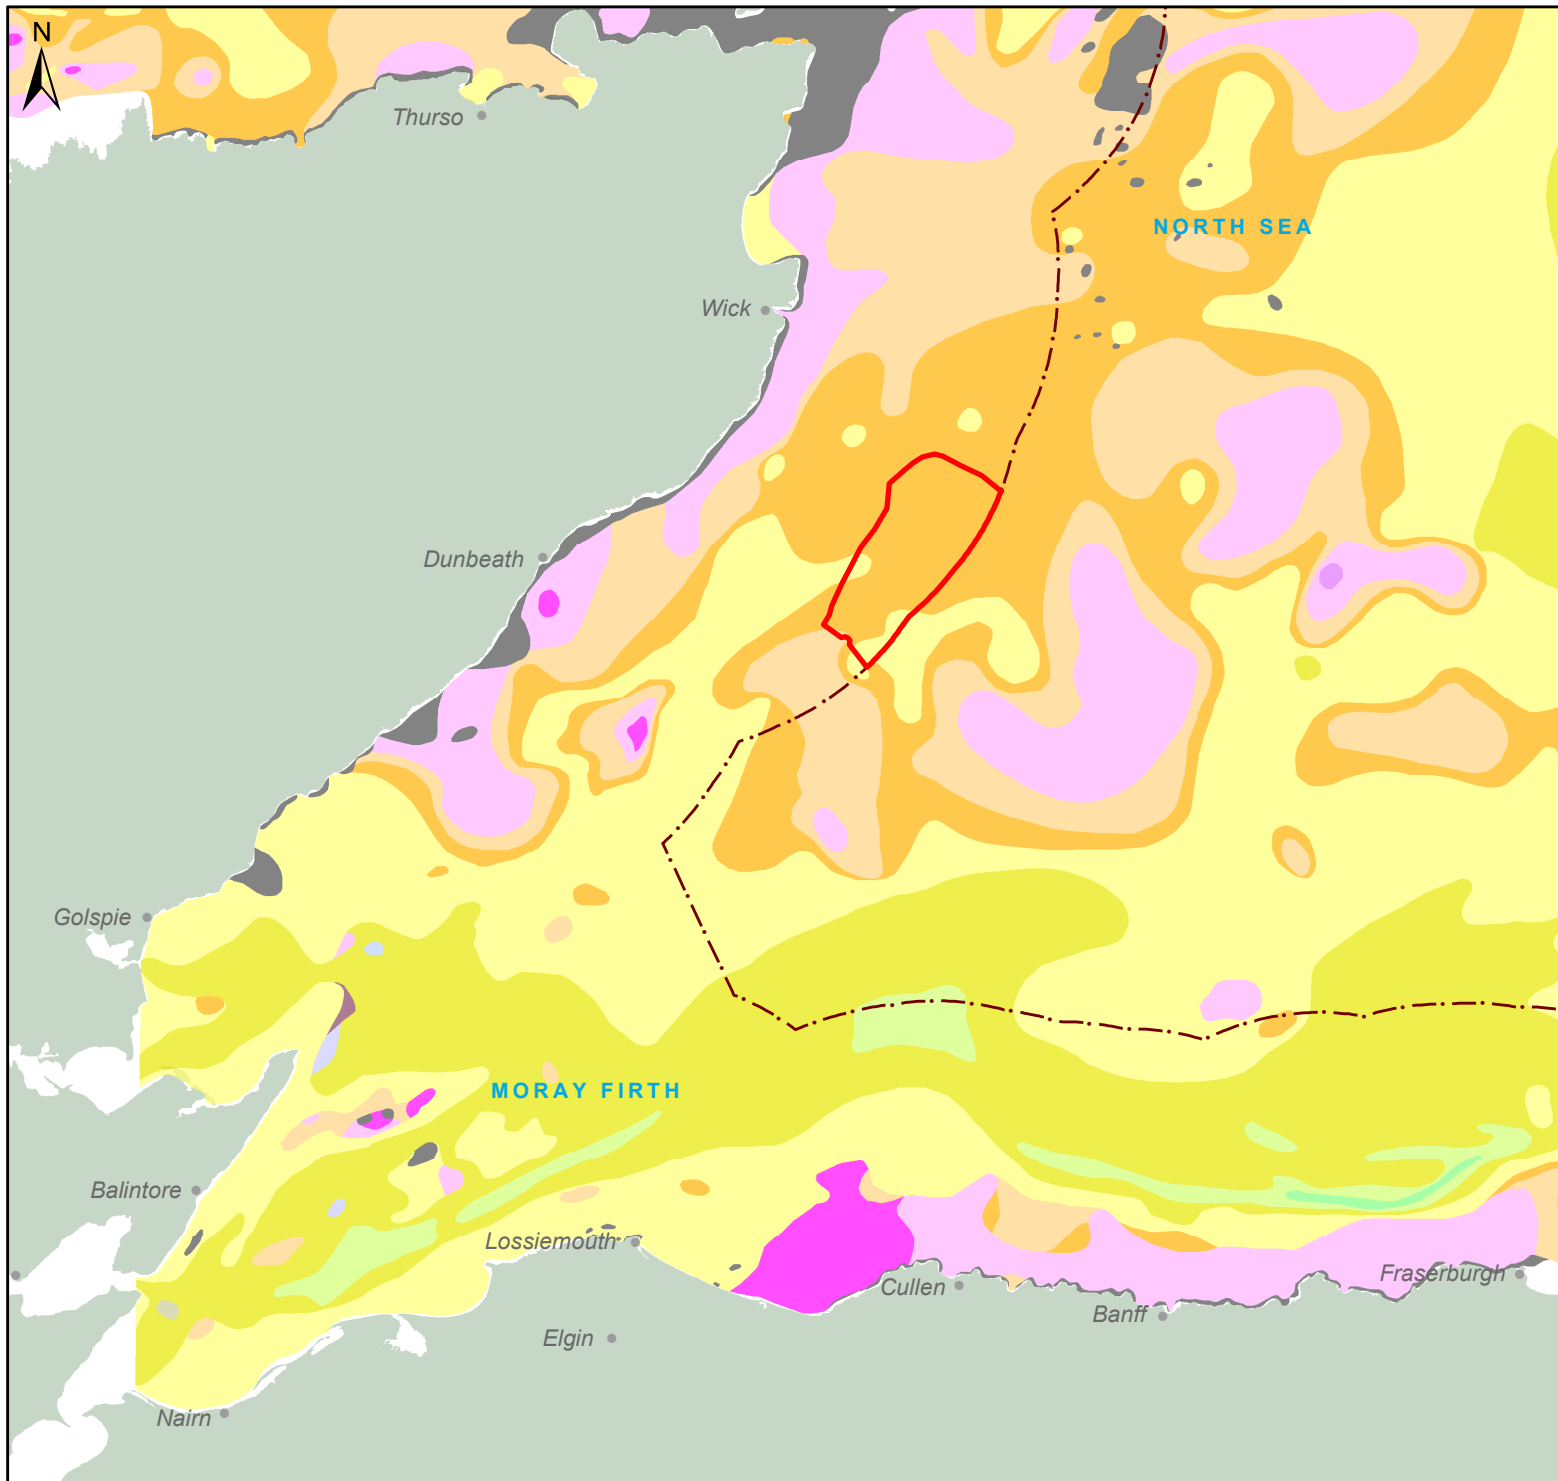 N
Thurso
NORTH SEA
Wick
Dunbeath
Golspie
MORAY FIRTH
Balintore
Lossiemouth
Cullen
Fraserburgh
Banff
Elgin
Nairn